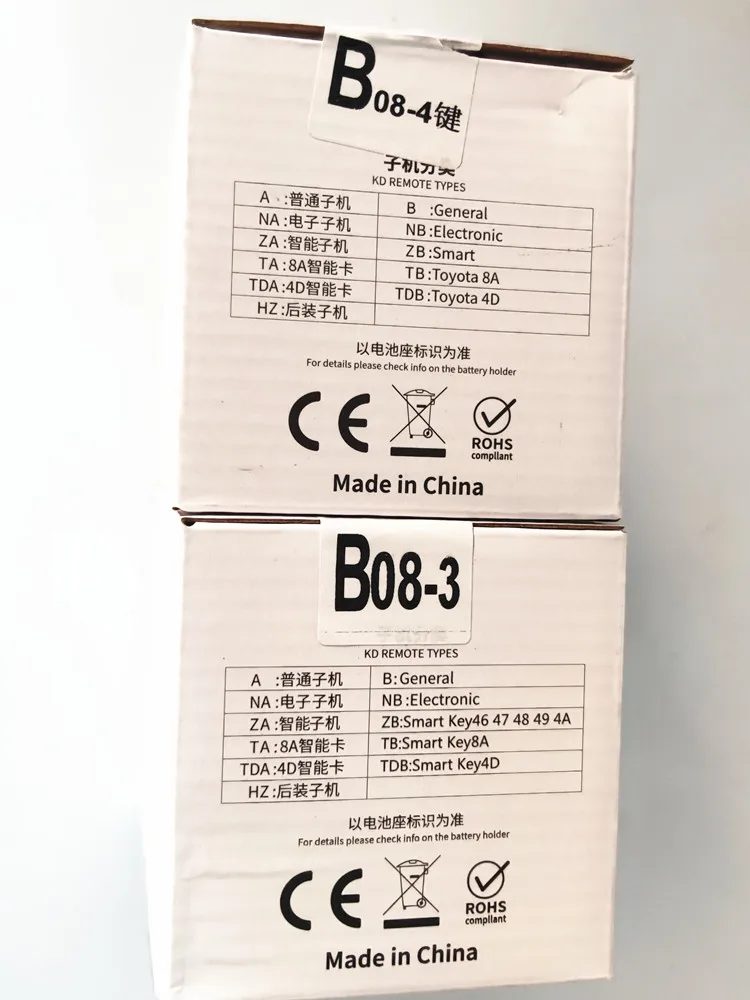 B08-4键
子机分类
KD REMOTE TYPES
A :普通子机 B :General
NA :电子子机 NB :Electronic
ZA :智能子机 ZB :Smart
TA :8A智能卡 TB :Toyota 8A
TDA :4D智能卡 TDB :Toyota 4D
HZ :后装子机
以电池座标识为准
For details please check info on the battery holder
CE
ROHS
compliant
Made in China
B08-3
KD REMOTE TYPES
A :普通子机 B:General
NA :电子子机 NB:Electronic
ZA :智能子机 ZB:Smart Key46 47 48 49 4A
TA :8A智能卡 TB:Smart Key8A
TDA :4D智能卡 TDB:Smart Key4D
HZ :后装子机
以电池座标识为准
For details please check info on the battery holder
CE
ROHS
compliant
Made in China